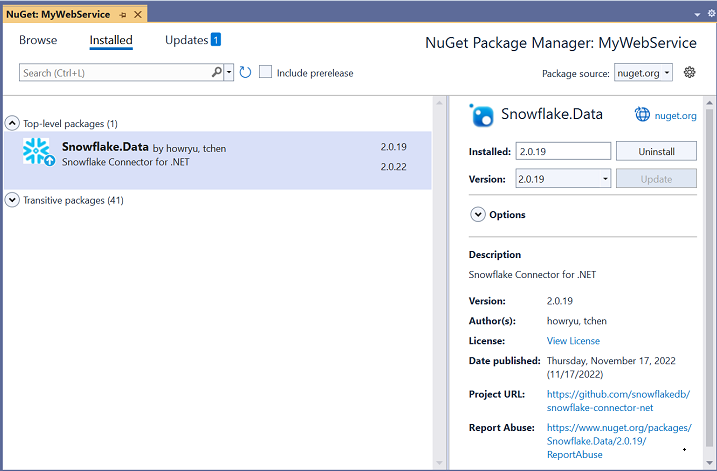 NuGet: MyWebService
Browse
Installed
Updates 1
NuGet Package Manager: MyWebService
Search (Ctrl+L)
Include prerelease
Package source: nuget.org
Top-level packages (1)
Snowflake.Data by howryu, tchen
2.0.19
Snowflake Connector for .NET
2.0.22
Transitive packages (41)
Snowflake.Data
nuget.org
Installed: 2.0.19 Uninstall
Version: 2.0.19 Update
Options
Description
Snowflake Connector for .NET
Version: 2.0.19
Author(s): howryu, tchen
License: View License
Date published: Thursday, November 17, 2022
(11/17/2022)
Project URL: https://github.com/snowflakedb/
snowflake-connector-net
Report Abuse: https://www.nuget.org/packages/
Snowflake.Data/2.0.19/
ReportAbuse